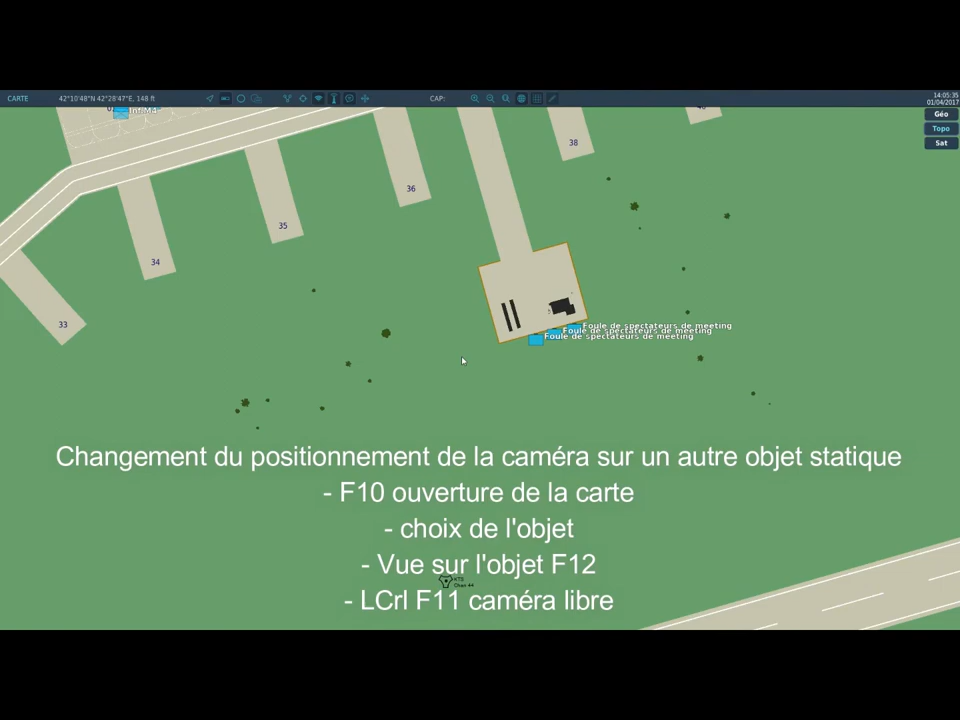 CARTE
42°10'48"N 42°28'47"E, 148 ft
CAP:
14:05:35
01/04/2017
Géo
Topo
Sat
38
36
35
34
33
Foule de spectateurs de meeting
Foule de spectateurs de meeting
Foule de spectateurs de meeting
Changement du positionnement de la caméra sur un autre objet statique
- F10 ouverture de la carte
- choix de l'objet
- Vue sur l'objet F12
KTS
Chan 44
- LCrl F11 caméra libre